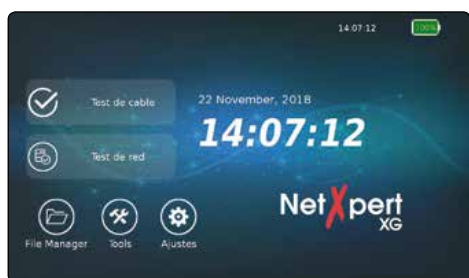 14:07:12 100%
Test de cable
22 November, 2018
14:07:12
Test de red
NetXpert
XG
File Manager Tools Ajustes